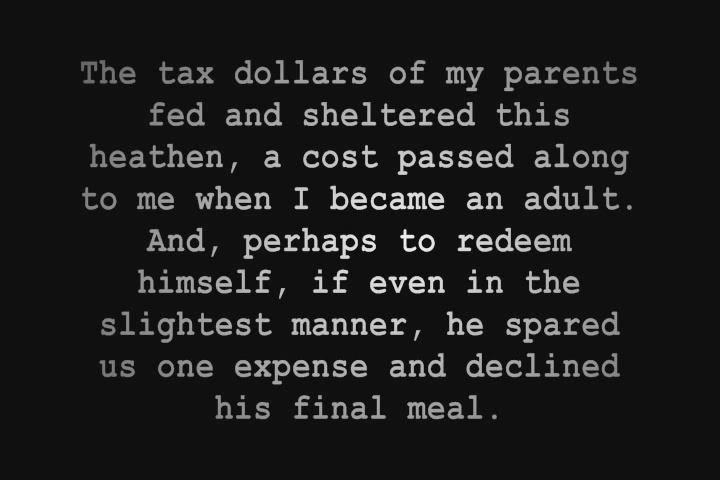 The tax dollars of my parents
fed and sheltered this
heathen, a cost passed along
to me when I became an adult.
And, perhaps to redeem
himself, if even in the
slightest manner, he spared
us one expense and declined
his final meal.